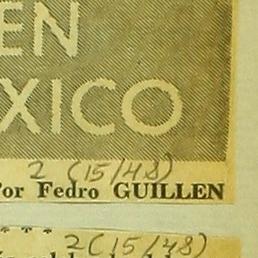 EN
XICO
2 (15/48)
Por Fedro GUILLEN
* * *
2 (15/48)